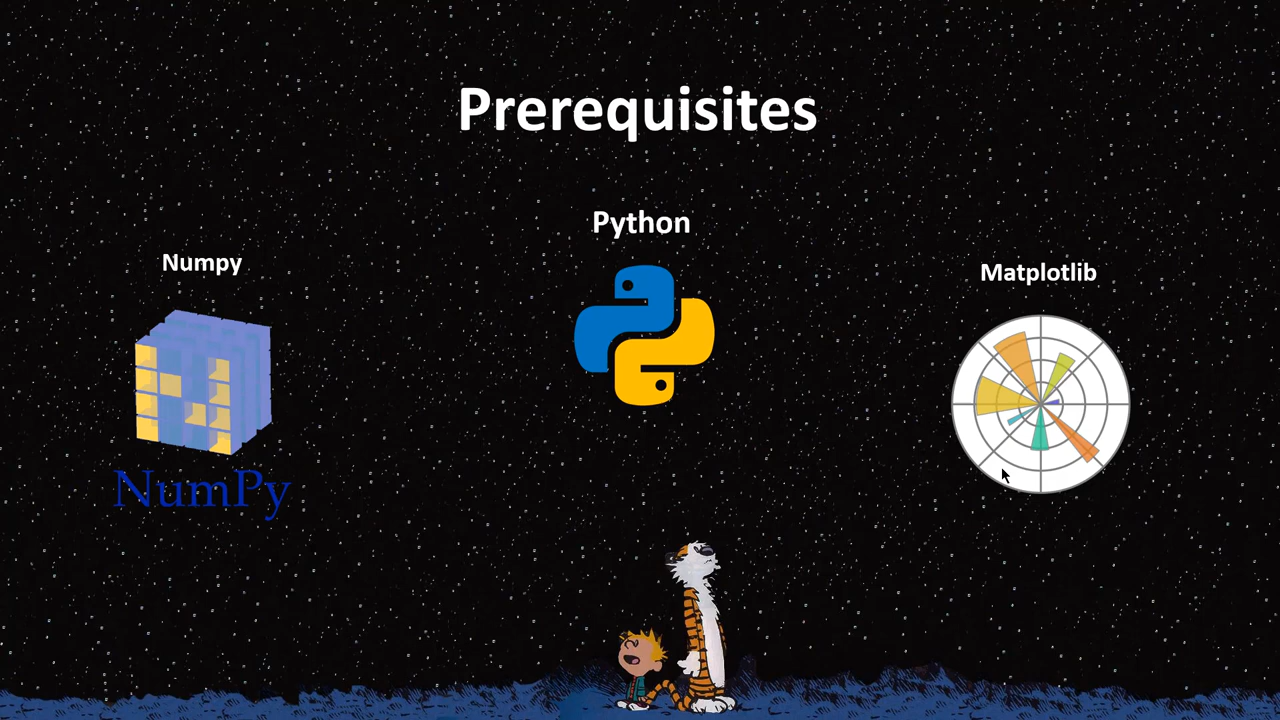 Prerequisites
Python
Numpy
Matplotlib
NumPy